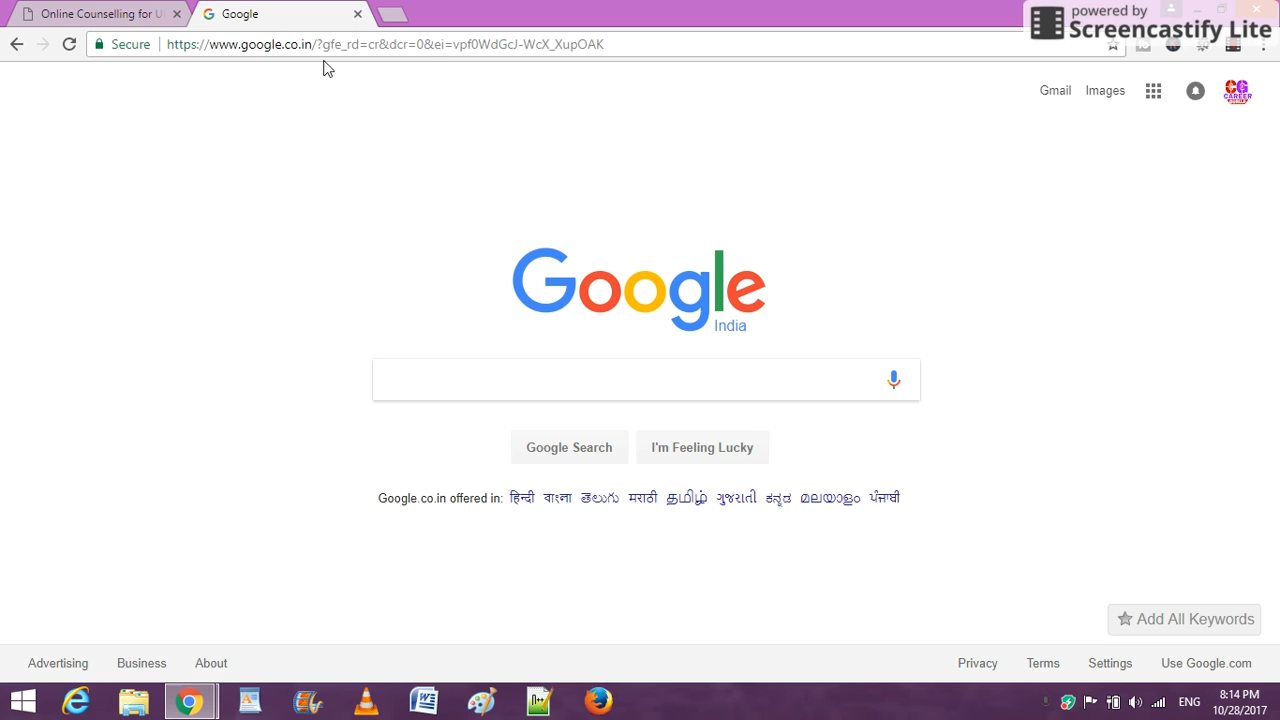 Online Counselling for U
Google
powered by
Screencastify Lite
Secure
https://www.google.co.in/?gfe_rd=cr&dcr=0&ei=vpf0WdGcJ-WcX_XupOAK
Gmail Images
CG
CAREER
Google
India
Google Search I'm Feeling Lucky
Google.co.in offered in: हिन्दी বাংলা తెలుగు मराठी தமிழ் ગુજરાતી ಕನ್ನಡ മലയാളം ਪੰਜਾਬੀ
Add All Keywords
Advertising Business About Privacy Terms Settings Use Google.com
ENG 8:14 PM
10/28/2017